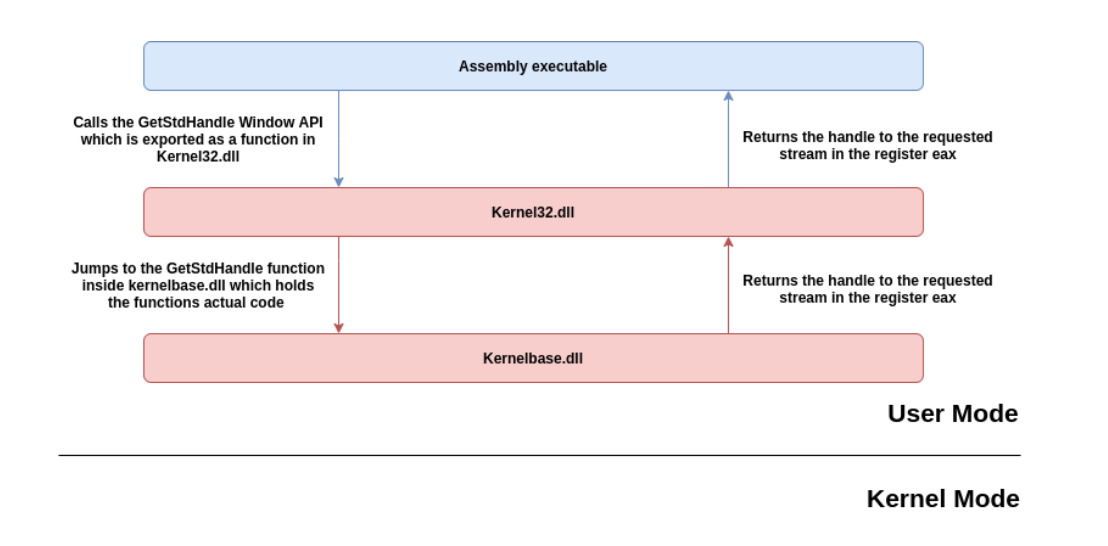 Assembly executable
Calls the GetStdHandle Window API
which is exported as a function in
Kernel32.dll
Returns the handle to the requested
stream in the register eax
Kernel32.dll
Jumps to the GetStdHandle function
inside kernelbase.dll which holds
the functions actual code
Returns the handle to the requested
stream in the register eax
Kernelbase.dll
User Mode
Kernel Mode